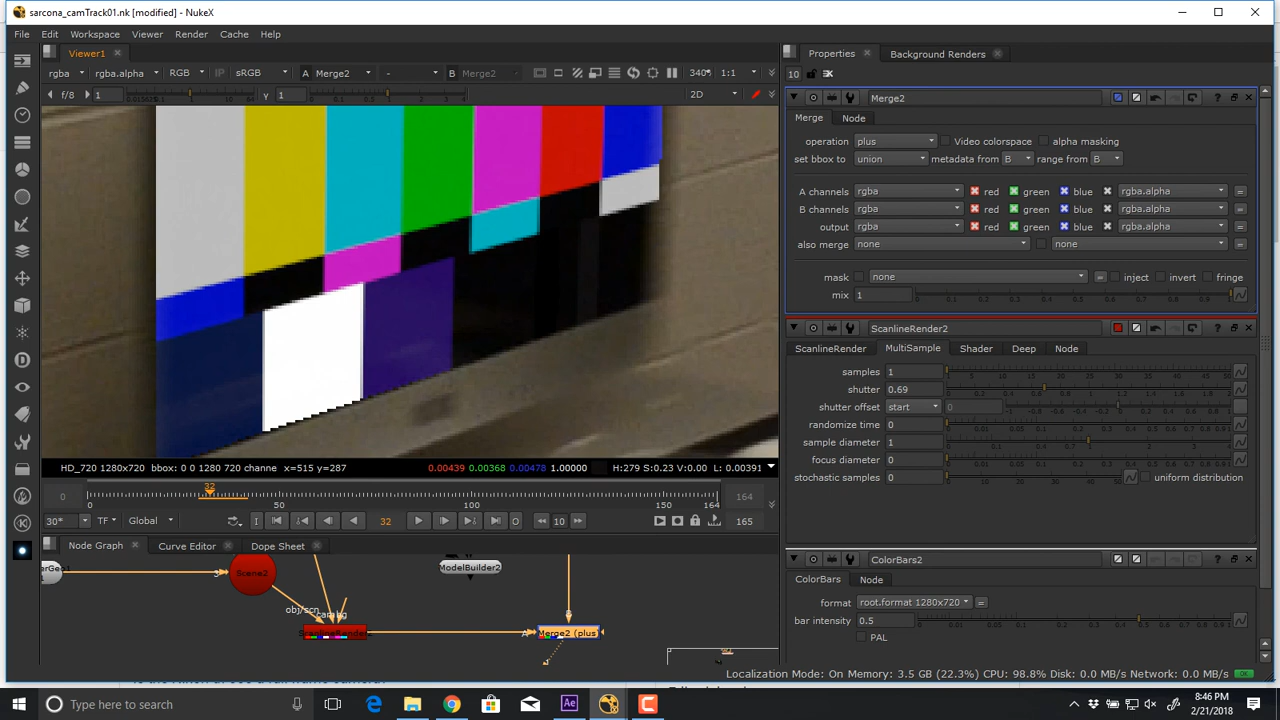 sarcona_camTrack01.nk [modified] - NukeX
File Edit Workspace Viewer Render Cache Help
Viewer1
Properties Background Renders
rgba rgba.alpha RGB sRGB A Merge2 - B Merge2 340° 1:1
10
f/8 1 γ 1 2D
Merge2
Merge Node
operation plus Video colorspace alpha masking
set bbox to union metadata from B range from B
A channels rgba red green blue rgba.alpha =
B channels rgba red green blue rgba.alpha =
output rgba red green blue rgba.alpha =
also merge none none =
mask none = inject invert fringe
mix 1
ScanlineRender2
ScanlineRender MultiSample Shader Deep Node
samples 1
shutter 0.69
shutter offset start 0
randomize time 0
sample diameter 1
focus diameter 0
stochastic samples 0 uniform distribution
HD_720 1280x720 bbox: 0 0 1280 720 channe x=515 y=287 0.00439 0.00368 0.00478 1.00000 H:279 S:0.23 V:0.00 L: 0.00391
0 32 164
0 50 100 150 164
30* TF Global I 32 O 10 165
Node Graph Curve Editor Dope Sheet
ColorBars2
ColorBars Node
format root.format 1280x720 =
bar intensity 0.5
PAL
Scene2
ModelBuilder2
obj/scn
Merge2 (plus)
Localization Mode: On Memory: 3.5 GB (22.3%) CPU: 98.8% Disk: 0.0 MB/s Network: 0.0 MB/s
Type here to search
8:46 PM
2/21/2018